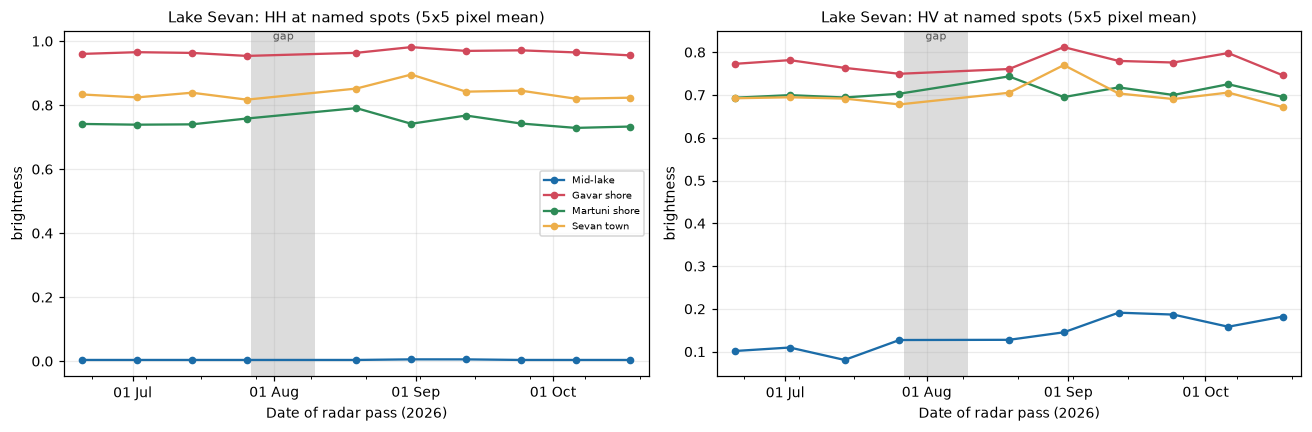 Lake Sevan: HH at named spots (5x5 pixel mean)
gap
1.0
0.8
0.6
0.4
0.2
0.0
brightness
Mid-lake
Gavar shore
Martuni shore
Sevan town
01 Jul
01 Aug
01 Sep
01 Oct
Date of radar pass (2026)
Lake Sevan: HV at named spots (5x5 pixel mean)
gap
0.8
0.7
0.6
0.5
0.4
0.3
0.2
0.1
brightness
01 Jul
01 Aug
01 Sep
01 Oct
Date of radar pass (2026)